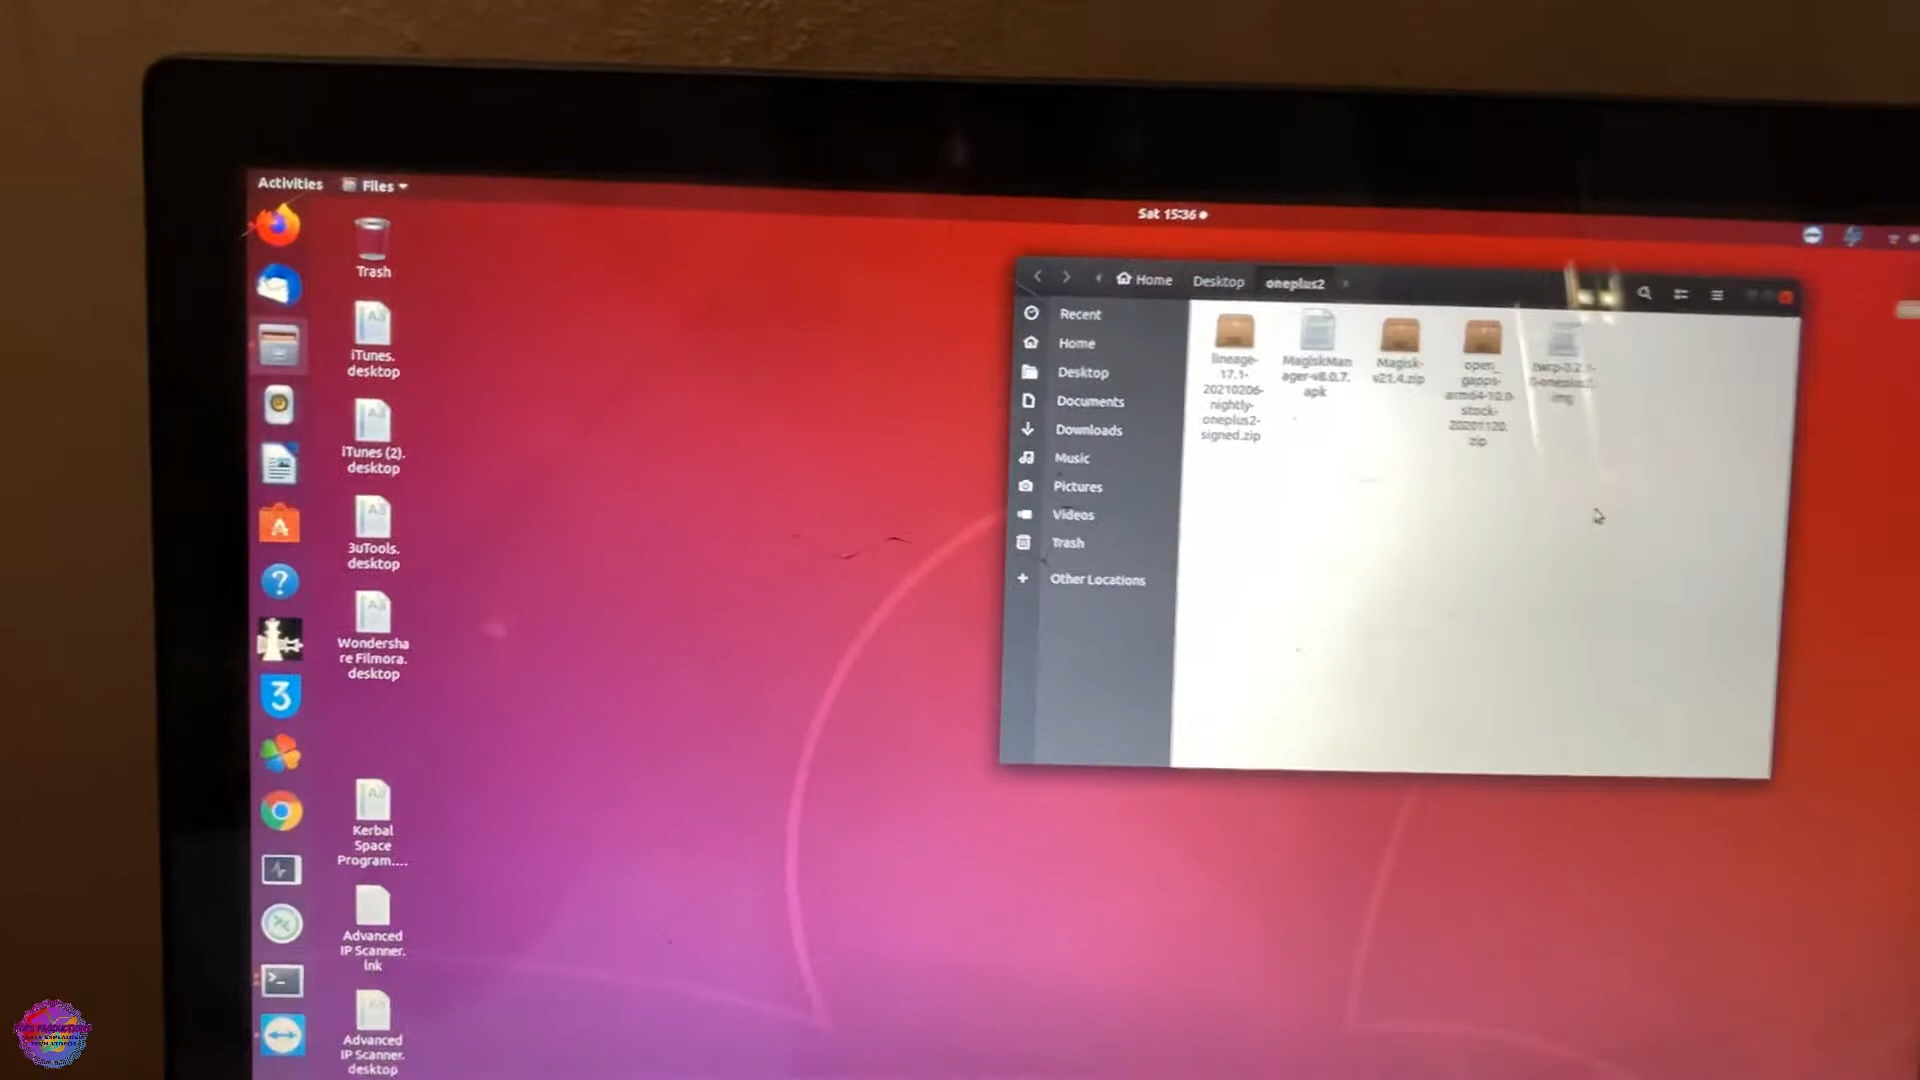 Activities
Files
Sat 15:36
Trash
iTunes.
desktop
iTunes (2).
desktop
3uTools.
desktop
Wondersha
re Filmora.
desktop
Kerbal
Space
Program....
Advanced
IP Scanner.
lnk
Advanced
IP Scanner.
desktop
Home
Desktop
oneplus2
Recent
Home
Desktop
Documents
Downloads
Music
Pictures
Videos
Trash
Other Locations
lineage-
17.1-
20210206-
nightly-
oneplus2-
signed.zip
MagiskMan
ager-v8.0.7.
apk
Magisk-
v21.4.zip
open_
gapps-
arm64-10.0-
stock-
20201120.
zip
img
3